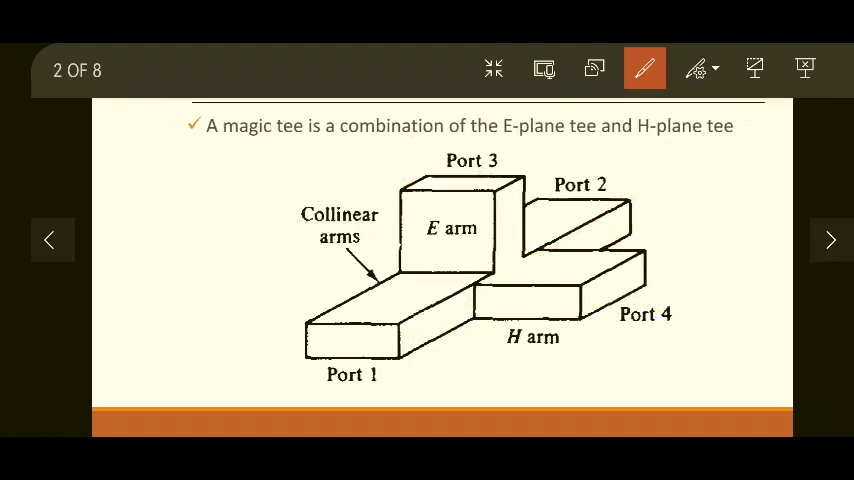 2 OF 8
✓ A magic tee is a combination of the E-plane tee and H-plane tee
Port 3
Port 2
Collinear
arms
E arm
Port 4
H arm
Port 1